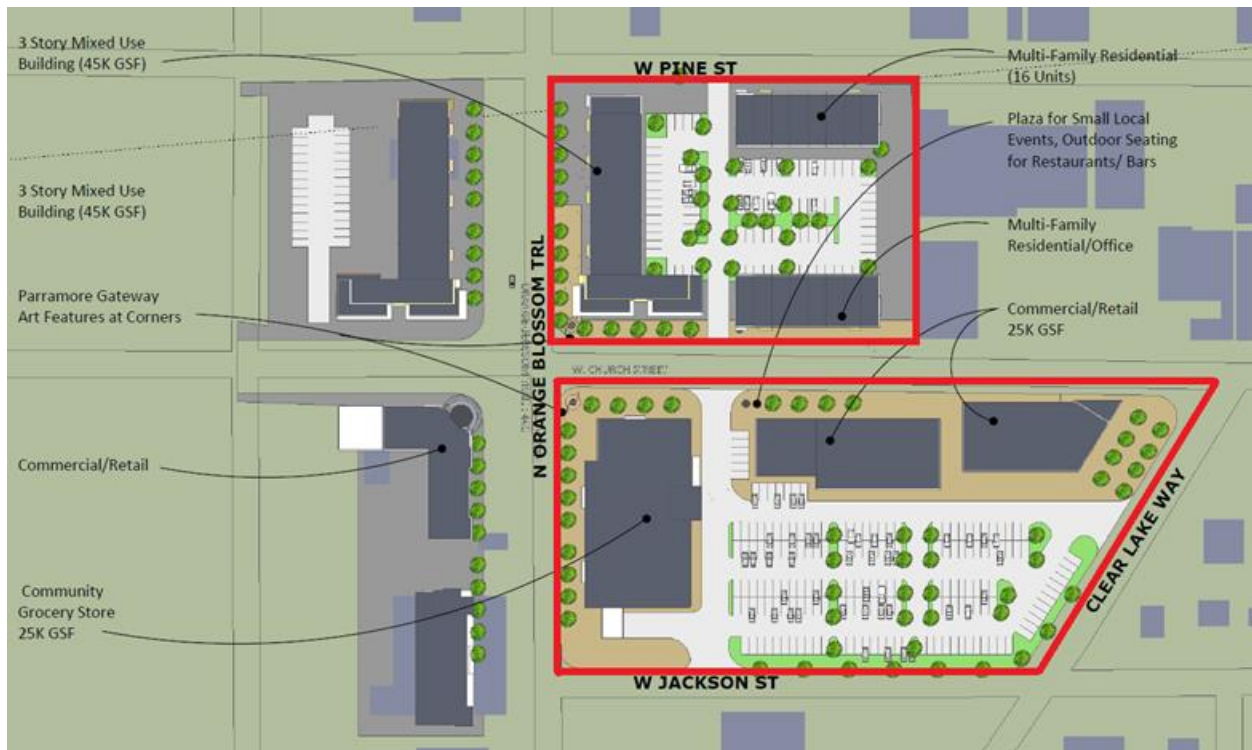 3 Story Mixed Use
Building (45K GSF)
W PINE ST
Multi-Family Residential
(16 Units)
Plaza for Small Local
Events, Outdoor Seating
for Restaurants/ Bars
3 Story Mixed Use
Building (45K GSF)
Multi-Family
Residential/Office
Parramore Gateway
Art Features at Corners
N ORANGE BLOSSOM TRL
Commercial/Retail
25K GSF
W. CHURCH STREET
Commercial/Retail
CLEAR LAKE WAY
Community
Grocery Store
25K GSF
W JACKSON ST